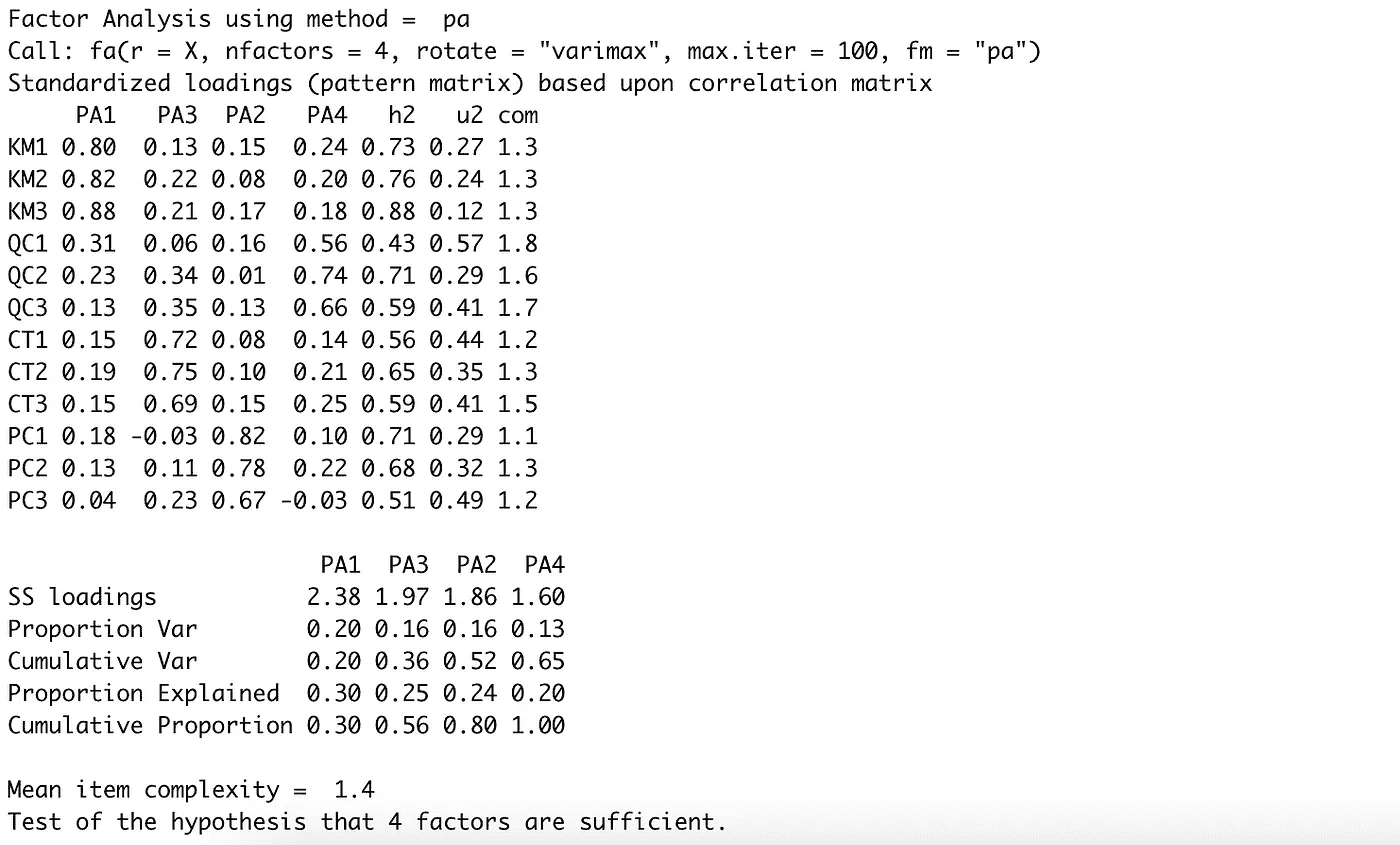 Factor Analysis using method =  pa
Call: fa(r = X, nfactors = 4, rotate = "varimax", max.iter = 100, fm = "pa")
Standardized loadings (pattern matrix) based upon correlation matrix
     PA1   PA3  PA2   PA4   h2   u2 com
KM1 0.80  0.13 0.15  0.24 0.73 0.27 1.3
KM2 0.82  0.22 0.08  0.20 0.76 0.24 1.3
KM3 0.88  0.21 0.17  0.18 0.88 0.12 1.3
QC1 0.31  0.06 0.16  0.56 0.43 0.57 1.8
QC2 0.23  0.34 0.01  0.74 0.71 0.29 1.6
QC3 0.13  0.35 0.13  0.66 0.59 0.41 1.7
CT1 0.15  0.72 0.08  0.14 0.56 0.44 1.2
CT2 0.19  0.75 0.10  0.21 0.65 0.35 1.3
CT3 0.15  0.69 0.15  0.25 0.59 0.41 1.5
PC1 0.18 -0.03 0.82  0.10 0.71 0.29 1.1
PC2 0.13  0.11 0.78  0.22 0.68 0.32 1.3
PC3 0.04  0.23 0.67 -0.03 0.51 0.49 1.2

                       PA1  PA3  PA2  PA4
SS loadings           2.38 1.97 1.86 1.60
Proportion Var        0.20 0.16 0.16 0.13
Cumulative Var        0.20 0.36 0.52 0.65
Proportion Explained  0.30 0.25 0.24 0.20
Cumulative Proportion 0.30 0.56 0.80 1.00

Mean item complexity =  1.4
Test of the hypothesis that 4 factors are sufficient.